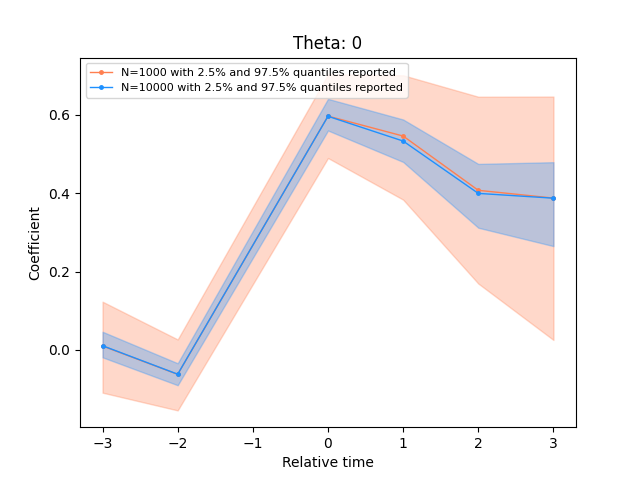 Theta: 0
N=1000 with 2.5% and 97.5% quantiles reported
N=10000 with 2.5% and 97.5% quantiles reported
0.6
0.4
0.2
0.0
Coefficient
−3 −2 −1 0 1 2 3
Relative time